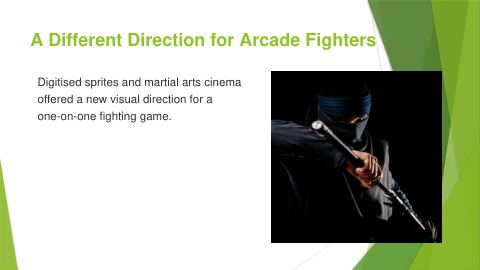 A Different Direction for Arcade Fighters
Digitised sprites and martial arts cinema
offered a new visual direction for a
one-on-one fighting game.